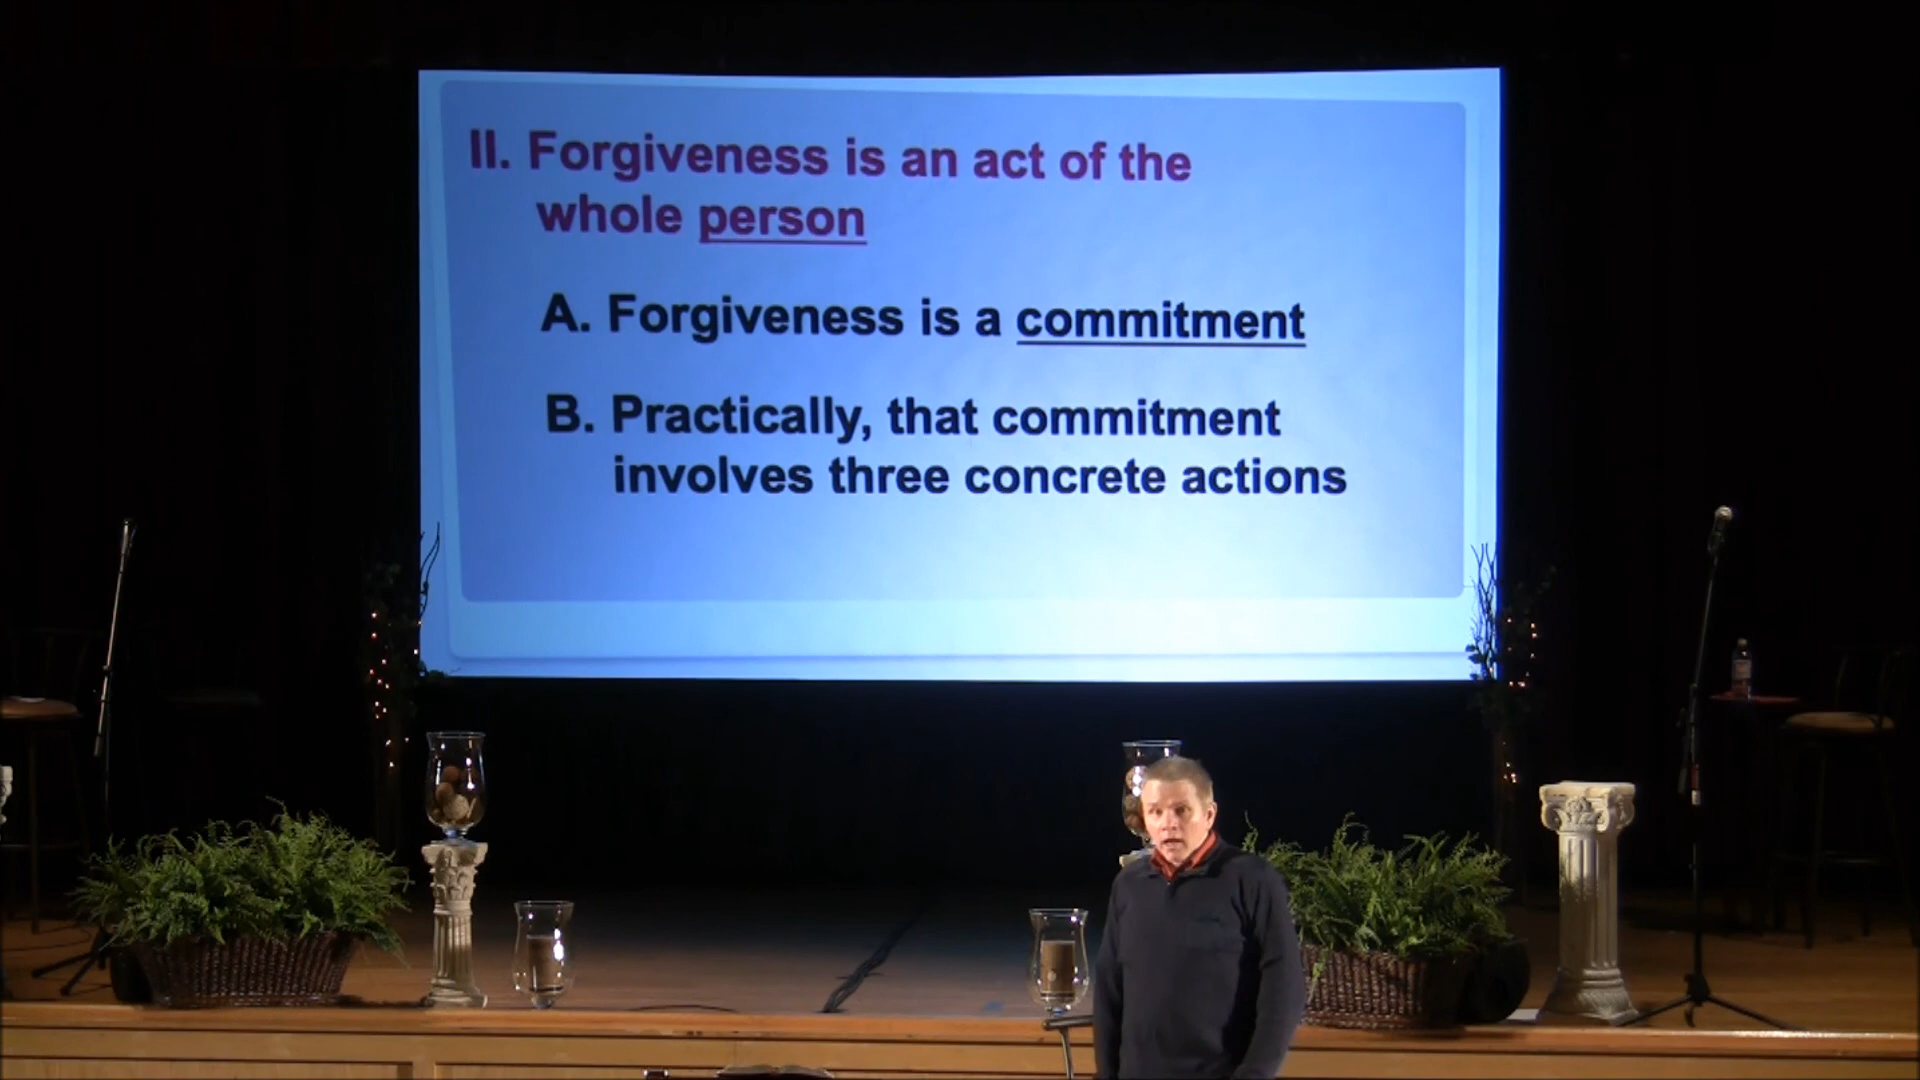 II. Forgiveness is an act of the
whole person
A. Forgiveness is a commitment
B. Practically, that commitment
involves three concrete actions